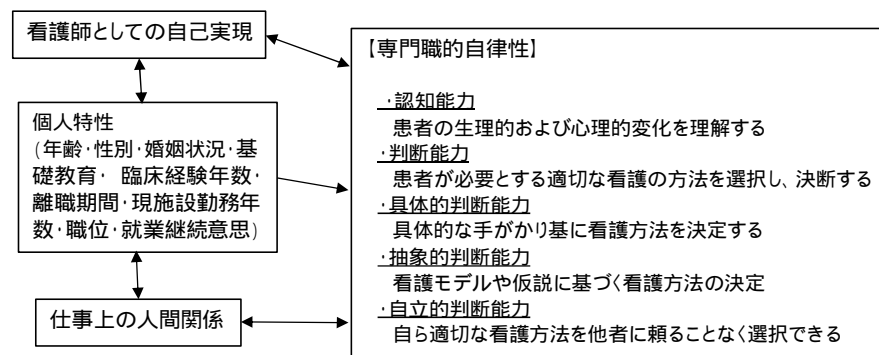 看護師としての自己実現
個人特性
(年齢・性別・婚姻状況・基
礎教育・ 臨床経験年数・
離職期間・現施設勤務年
数・職位・就業継続意思)
仕事上の人間関係
【専門職的自律性】
・認知能力
患者の生理的および心理的変化を理解する
・判断能力
患者が必要とする適切な看護の方法を選択し、決断する
・具体的判断能力
具体的な手がかり基に看護方法を決定する
・抽象的判断能力
看護モデルや仮説に基づく看護方法の決定
・自立的判断能力
自ら適切な看護方法を他者に頼ることなく選択できる